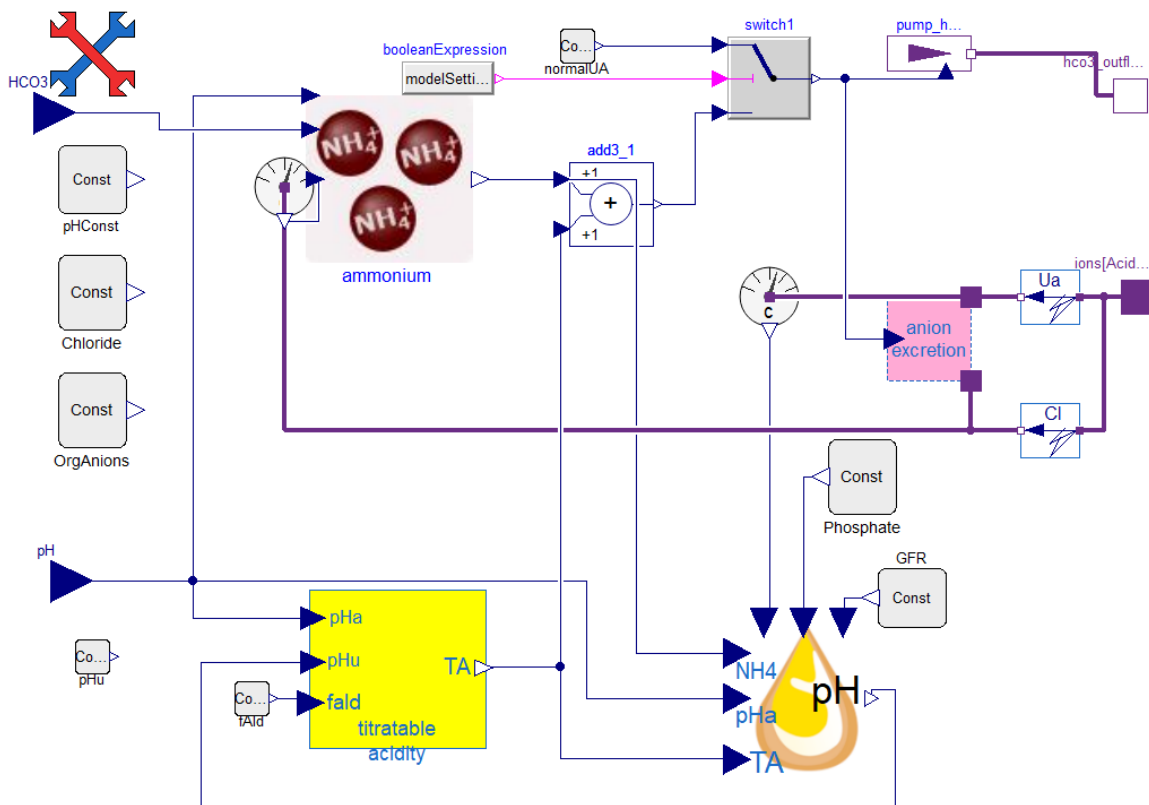 switch1
pump_h...
booleanExpression
Co...
normalUA
modelSetti...
hco3_outfl...
HCO3
NH4+
NH4+
NH4+
ammonium
add3_1
+1
+
+1
Const
pHConst
Const
Chloride
Const
OrgAnions
ions[Acid...
Ua
C
anion
excretion
Cl
Const
Phosphate
GFR
Const
pH
Co...
pHu
pHa
pHu
TA
Co...
fAld
fald
titratable
acidity
NH4
pHa
pH
TA